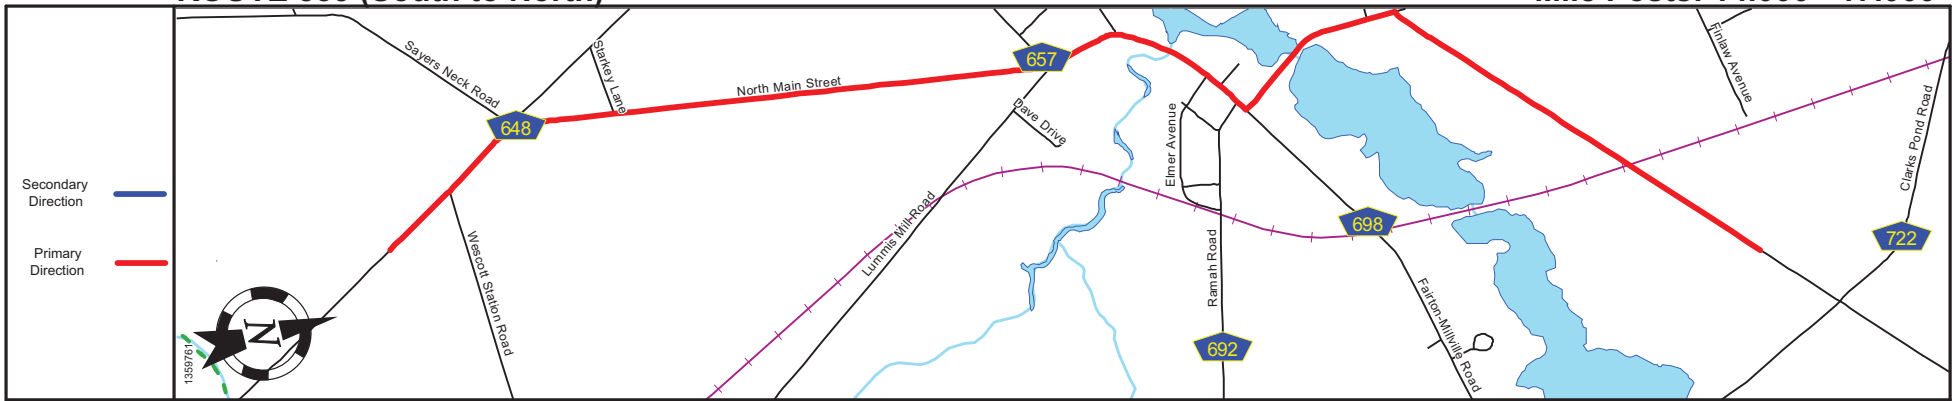 Secondary
Direction
Primary
Direction
Sayers Neck Road
Starkey Lane
648
North Main Street
657
Dave Drive
Wescott Station Road
Lummis Mill Road
Elmer Avenue
Ramah Road
692
698
Fairton-Millville Road
Finlaw Avenue
Clarks Pond Road
722
N
1359761